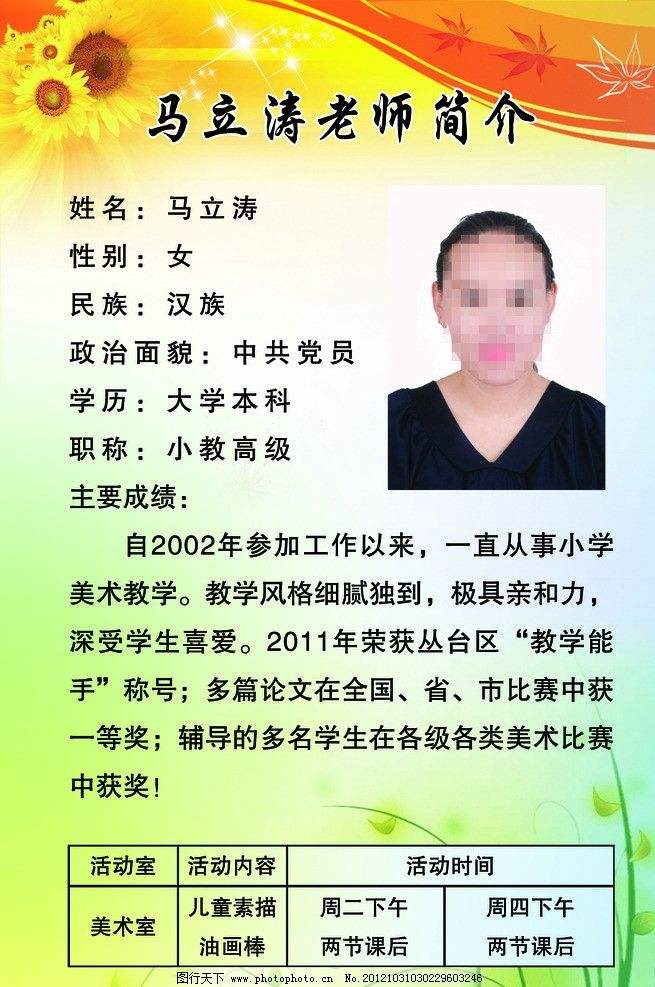 马立涛老师简介
姓名：马立涛
性别：女
民族：汉族
政治面貌：中共党员
学历：大学本科
职称：小教高级
主要成绩：
自2002年参加工作以来，一直从事小学
美术教学。教学风格细腻独到，极具亲和力，
深受学生喜爱。2011年荣获丛台区“教学能
手”称号；多篇论文在全国、省、市比赛中获
一等奖；辅导的多名学生在各级各类美术比赛
中获奖！
活动室 活动内容 活动时间
美术室 儿童素描 油画棒 周二下午 两节课后 周四下午 两节课后
图行天下 www.photophoto.cn No.20121031030229603246